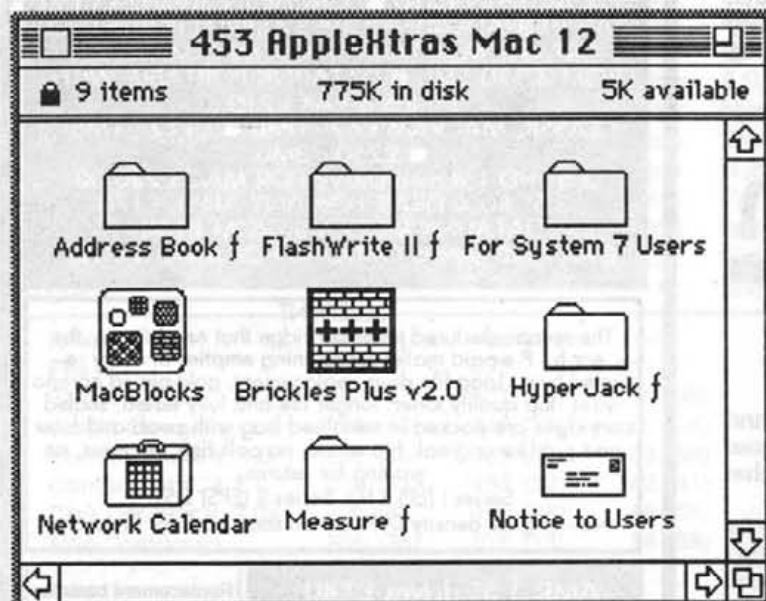 453 AppleXtras Mac 12
9 items 775K in disk 5K available
Address Book ƒ FlashWrite II ƒ For System 7 Users
MacBlocks Brickles Plus v2.0 HyperJack ƒ
Network Calendar Measure ƒ Notice to Users